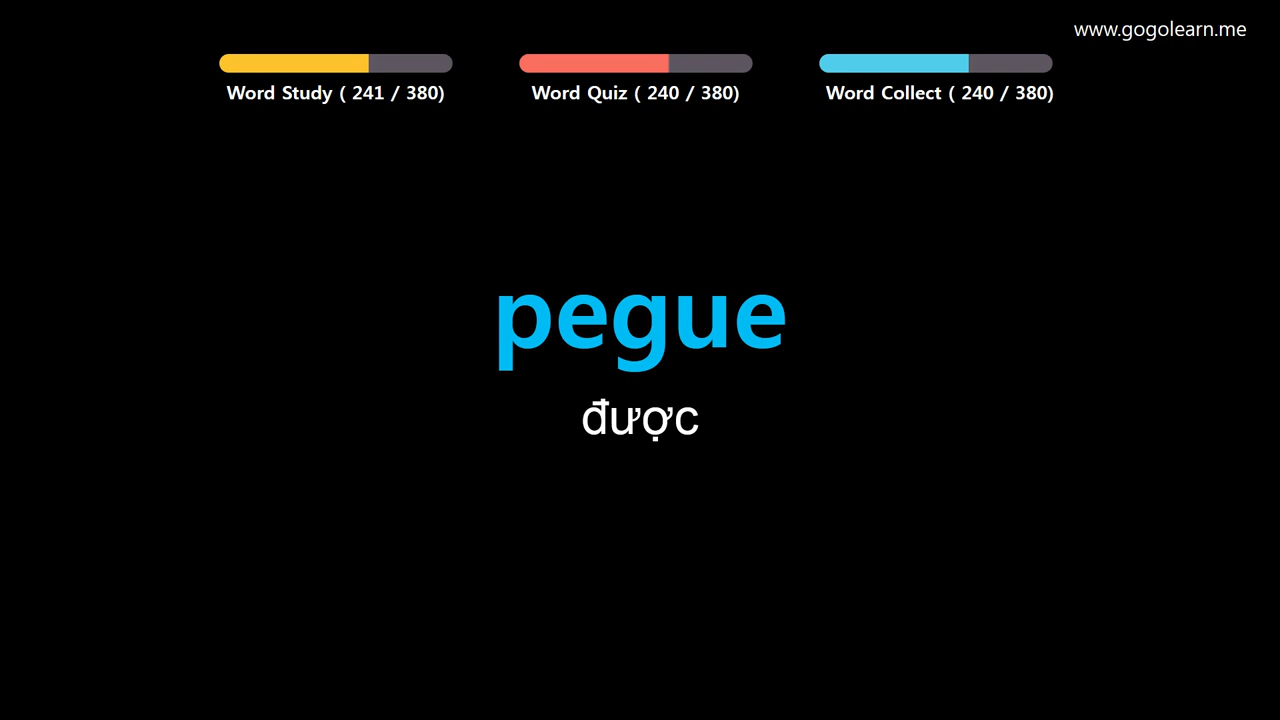 www.gogolearn.me
Word Study ( 241 / 380)
Word Quiz ( 240 / 380)
Word Collect ( 240 / 380)
pegue
được